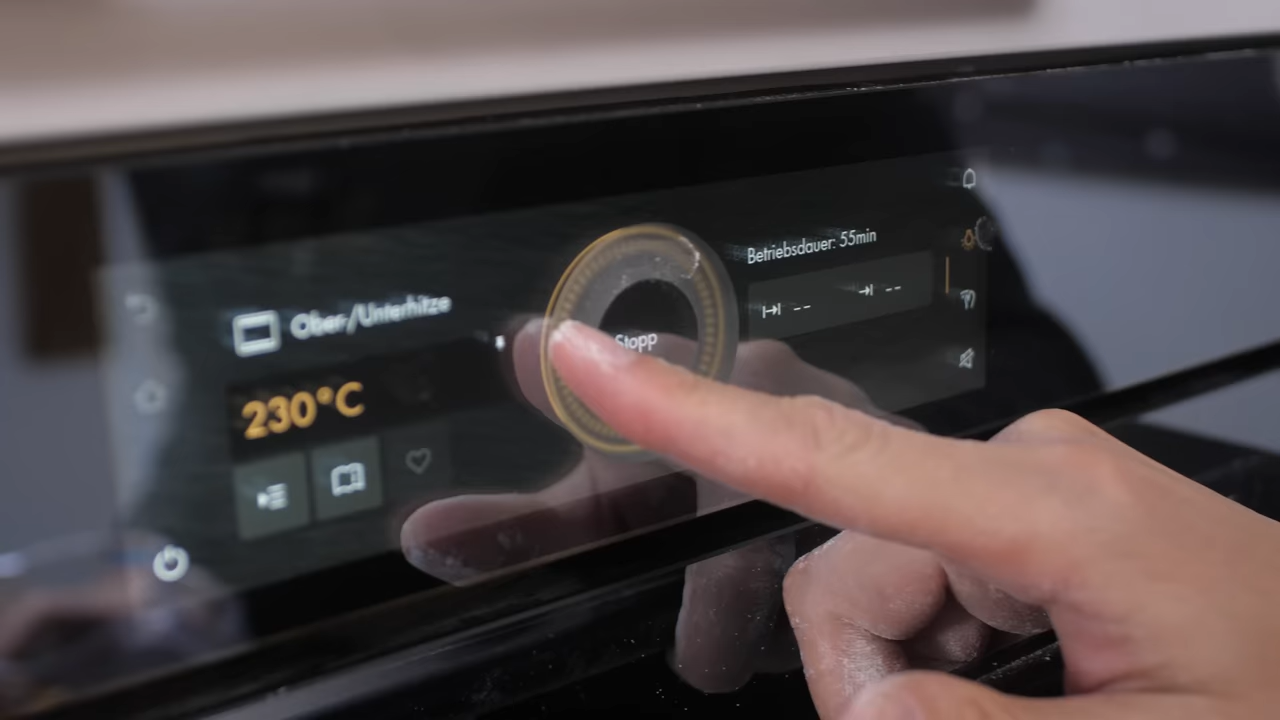 Ober-/Unterhitze
230°C
Stopp
Betriebsdauer: 55min
-- --